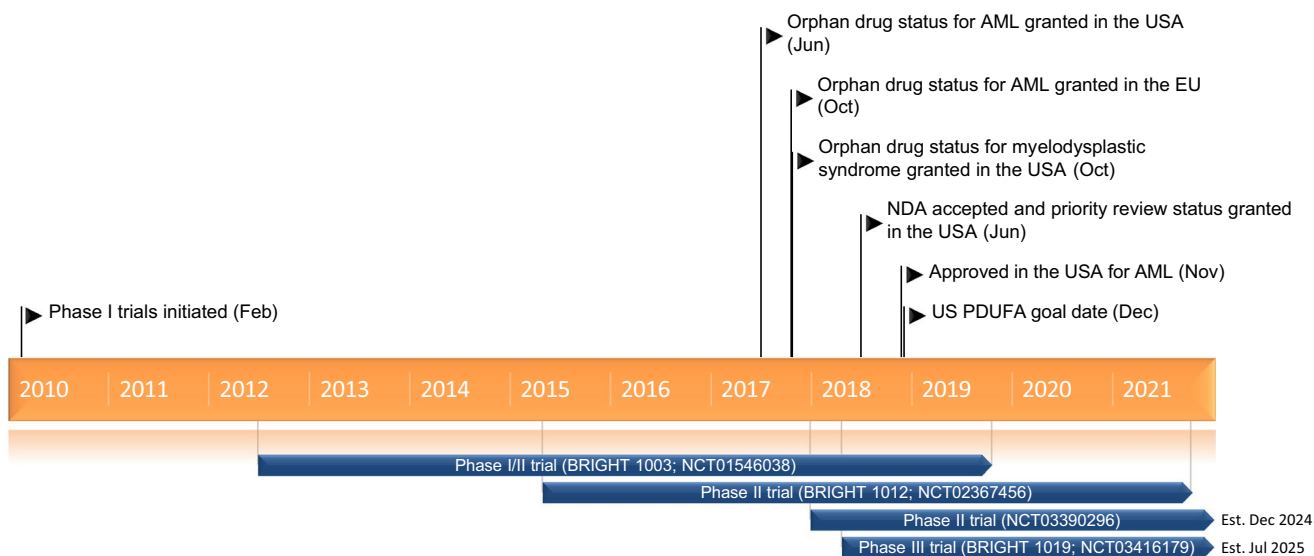 Orphan drug status for AML granted in the USA
(Jun)
Orphan drug status for AML granted in the EU
(Oct)
Orphan drug status for myelodysplastic
syndrome granted in the USA (Oct)
NDA accepted and priority review status granted
in the USA (Jun)
Approved in the USA for AML (Nov)
Phase I trials initiated (Feb)
US PDUFA goal date (Dec)
2010 2011 2012 2013 2014 2015 2016 2017 2018 2019 2020 2021
Phase I/II trial (BRIGHT 1003; NCT01546038)
Phase II trial (BRIGHT 1012; NCT02367456)
Phase II trial (NCT03390296) Est. Dec 2024
Phase III trial (BRIGHT 1019; NCT03416179) Est. Jul 2025